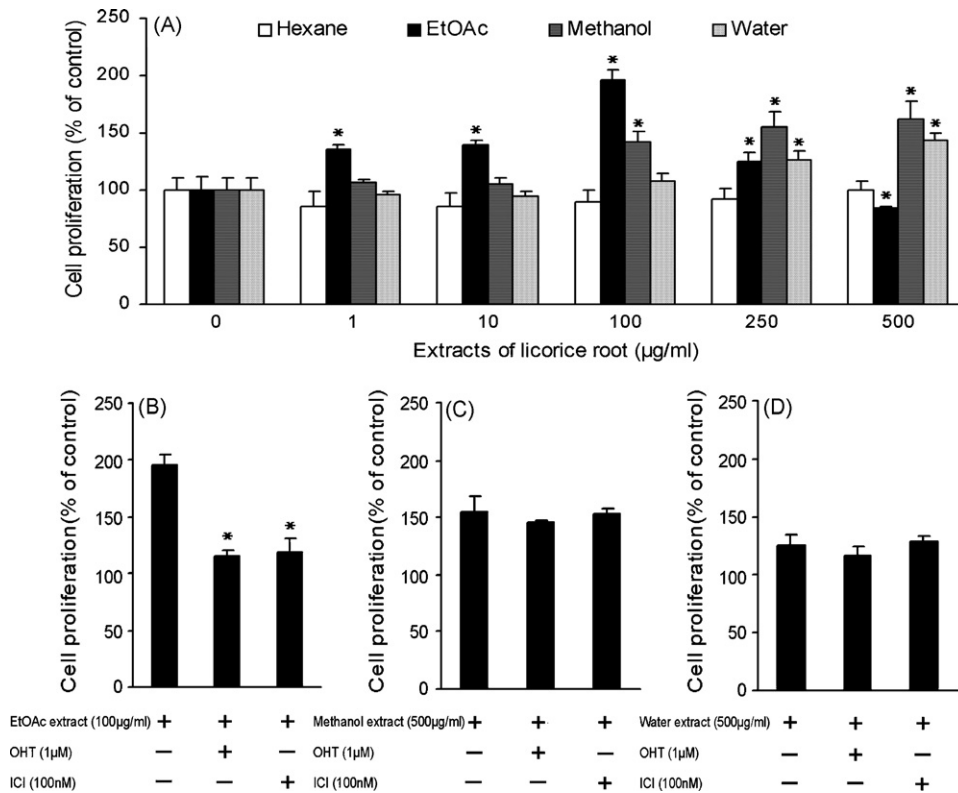 (A) Hexane EtOAc Methanol Water
Cell proliferation (% of control)
250
200
150
100
50
0
* * * * * * * * * *
0 1 10 100 250 500
Extracts of licorice root (µg/ml)
(B)
Cell proliferation (% of control)
250
200
150
100
50
0
* *
EtOAc extract (100µg/ml) + + +
OHT (1µM) – + –
ICI (100nM) – – +
(C)
Cell proliferation (% of control)
250
200
150
100
50
0
Methanol extract (500µg/ml) + + +
OHT (1µM) – + –
ICI (100nM) – – +
(D)
Cell proliferation (% of control)
250
200
150
100
50
0
Water extract (500µg/ml) + + +
OHT (1µM) – + –
ICI (100nM) – – +